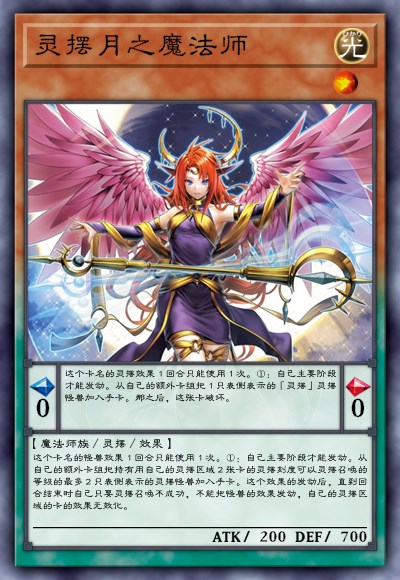 灵摆月之魔法师
ひかり
光
这个卡名的灵摆效果1回合只能使用1次。①：自己主要阶段
才能发动。从自己的额外卡组把1只表侧表示的「灵摆」灵摆
怪兽加入手卡。那之后，这张卡破坏。
0
0
【魔法师族／灵摆／效果】
这个卡名的怪兽效果1回合只能使用1次。①：自己主要阶段才能发动。从
自己的额外卡组把持有用自己的灵摆区域2张卡的灵摆刻度可以灵摆召唤的
等级的最多2只表侧表示的灵摆怪兽加入手卡。这个效果的发动后，直到回
合结束时自己只要灵摆召唤不成功，不能把怪兽的效果发动，自己的灵摆区
域的卡的效果无效化。
ATK/ 200 DEF/ 700